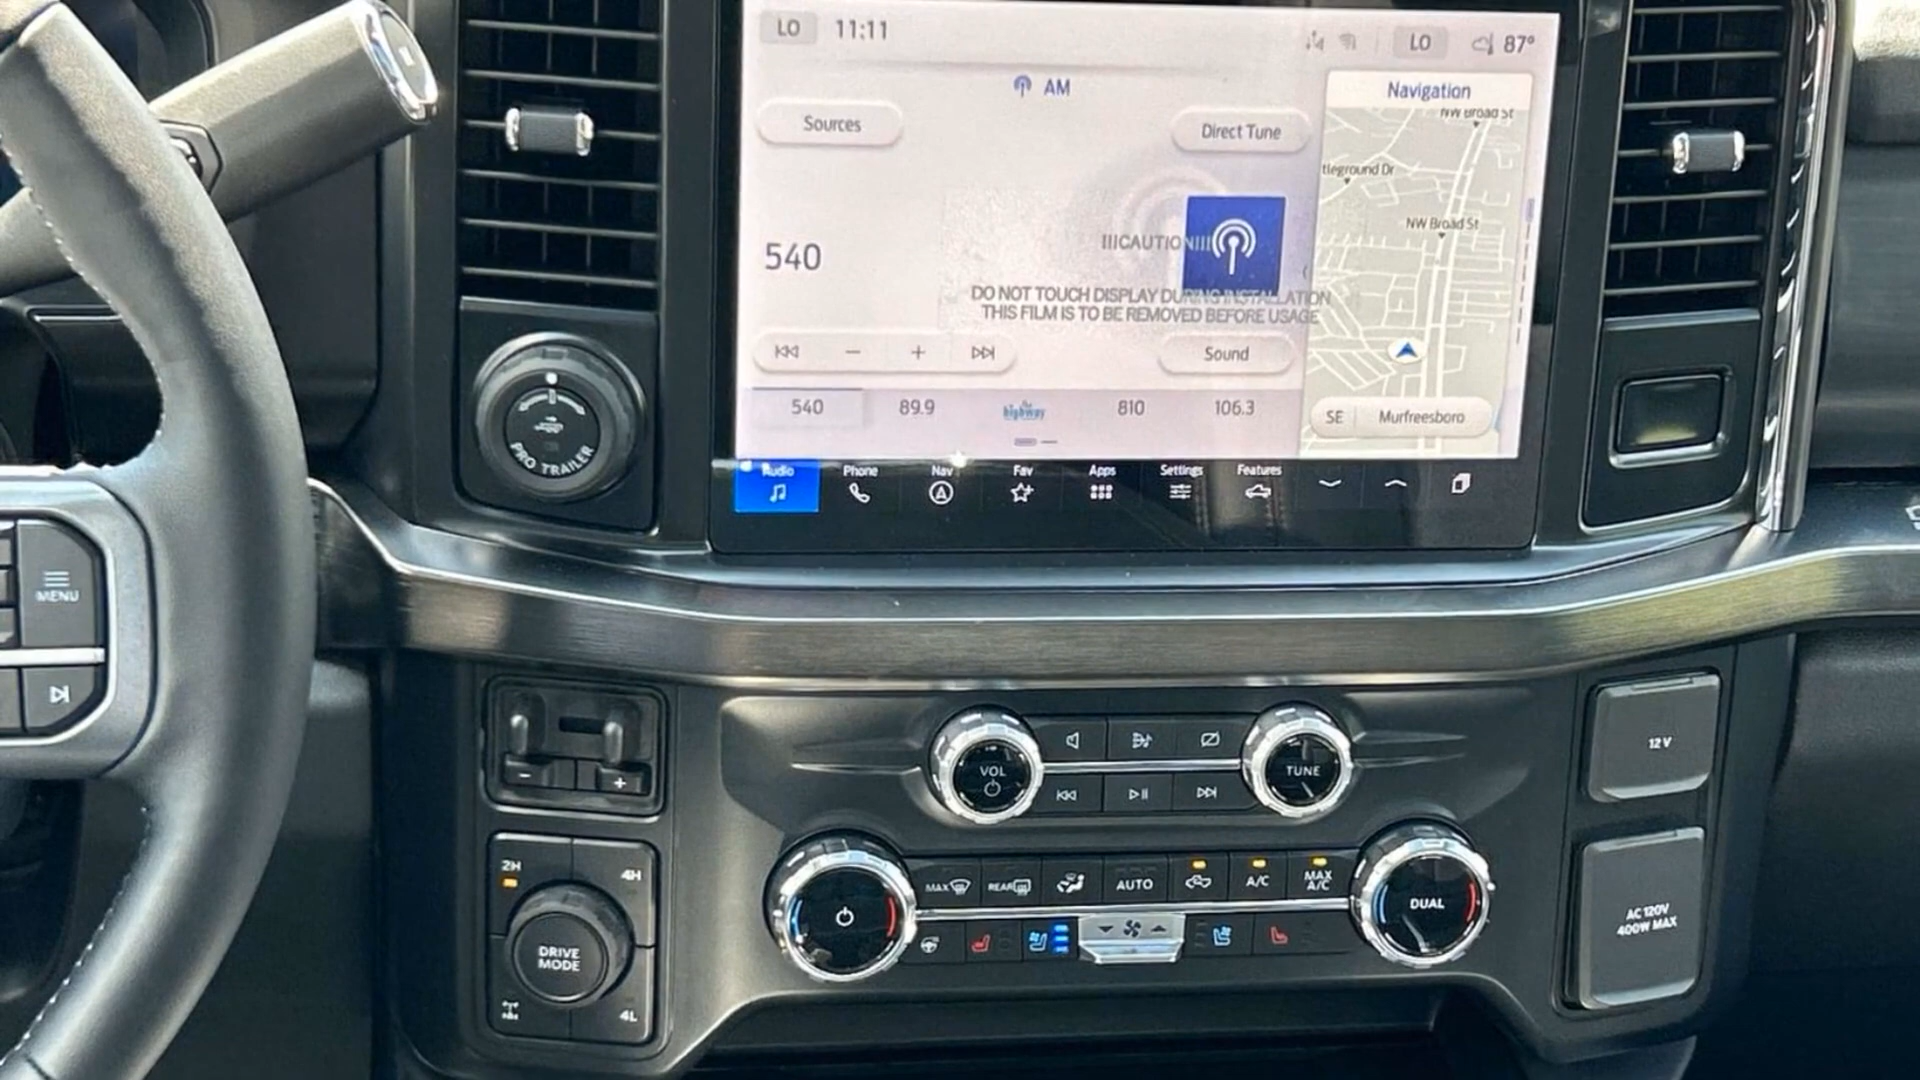 LO 11:11 LO 87°
AM
Navigation
Sources
Direct Tune
NW Broad St
tleground Dr
NW Broad St
540
!!!CAUTION!!!
DO NOT TOUCH DISPLAY DURING INSTALLATION
THIS FILM IS TO BE REMOVED BEFORE USAGE
Sound
540 89.9 the highway 810 106.3
SE Murfreesboro
Audio Phone Nav Fav Apps Settings Features
PRO TRAILER
MENU
VOL
TUNE
12V
- +
2H 4H
MAX REAR AUTO A/C MAX A/C
DUAL
DRIVE
MODE
4L
AC 120V
400W MAX